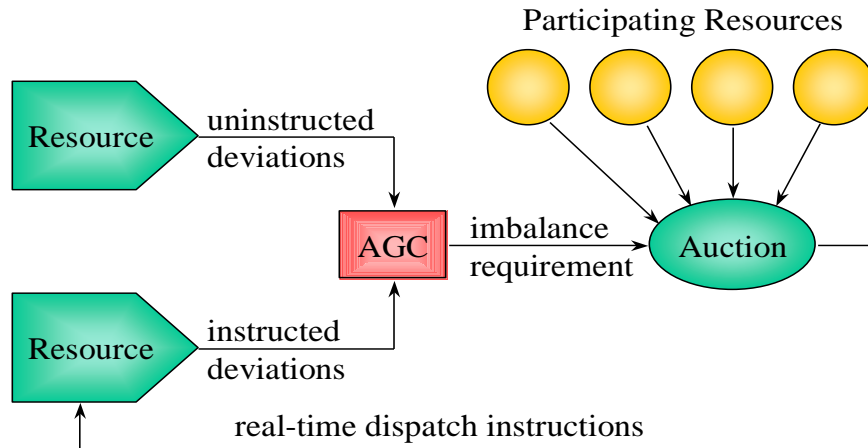 Participating Resources
Resource
uninstructed
deviations
AGC
imbalance
requirement
Auction
Resource
instructed
deviations
real-time dispatch instructions